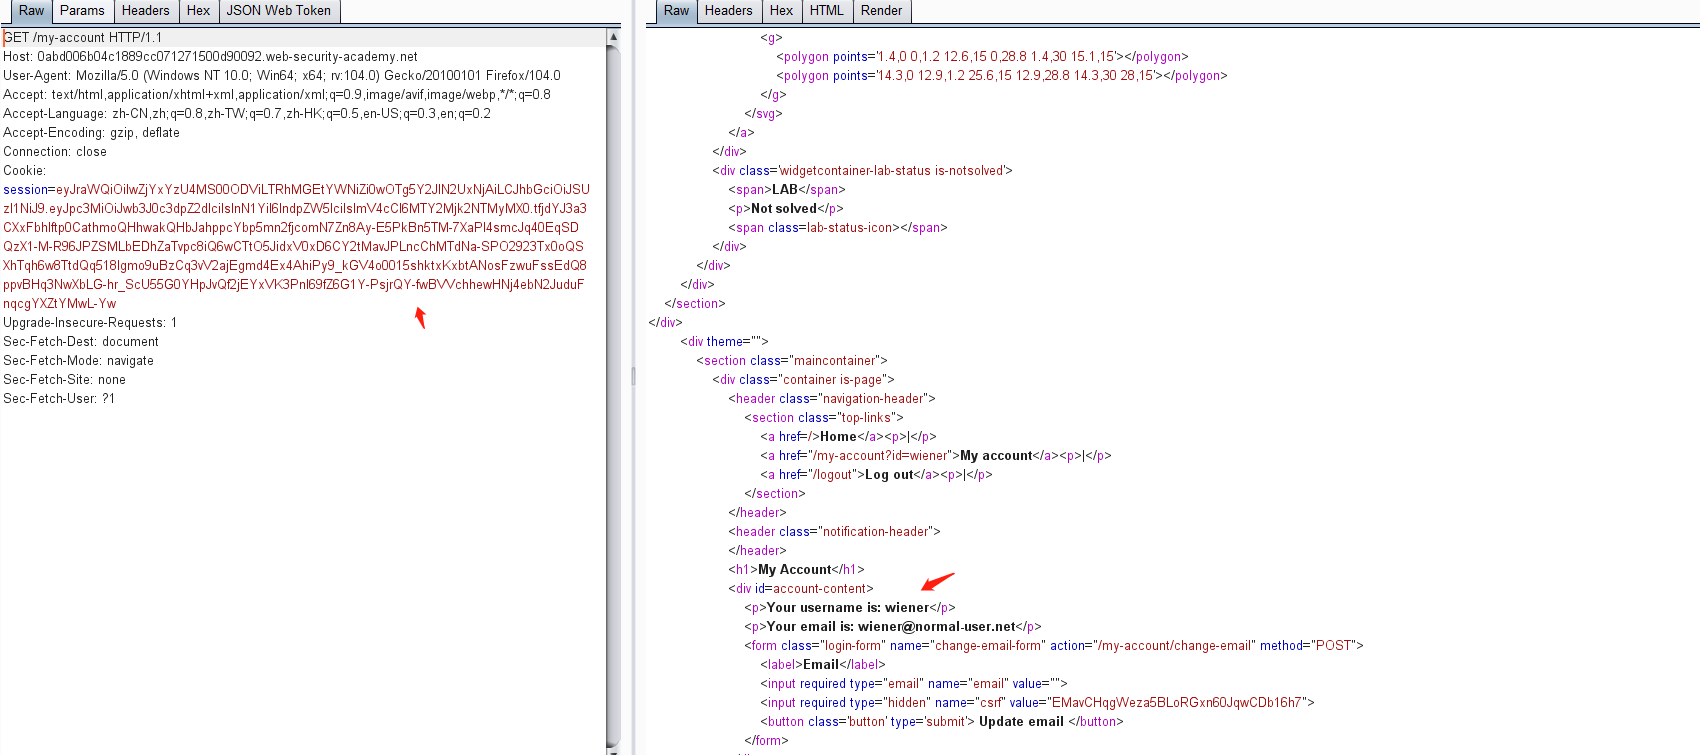 Raw Params Headers Hex JSON Web Token
GET /my-account HTTP/1.1
Host: 0abd006b04c1889cc071271500d90092.web-security-academy.net
User-Agent: Mozilla/5.0 (Windows NT 10.0; Win64; x64; rv:104.0) Gecko/20100101 Firefox/104.0
Accept: text/html,application/xhtml+xml,application/xml;q=0.9,image/avif,image/webp,*/*;q=0.8
Accept-Language: zh-CN,zh;q=0.8,zh-TW;q=0.7,zh-HK;q=0.5,en-US;q=0.3,en;q=0.2
Accept-Encoding: gzip, deflate
Connection: close
Cookie:
session=eyJraWQiOiIwZjYxYzU4MS00ODViLTRhMGEtYWNiZi0wOTg5Y2JlN2UxNjAiLCJhbGciOiJSU
zI1NiJ9.eyJpc3MiOiJwb3J0c3dpZ2dlciIsInN1YiI6IndpZW5lciIsImV4cCI6MTY2Mjk2NTMyMX0.tfjdYJ3a3
CXxFbhlftp0CathmoQHhwakQHbJahppcYbp5mn2fjcomN7Zn8Ay-E5PkBn5TM-7XaPI4smcJq40EqSD
QzX1-M-R96JPZSMLbEDhZaTvpc8iQ6wCTtO5JidxV0xD6CY2tMavJPLncChMTdNa-SPO2923Tx0oQS
XhTqh6w8TtdQq518Igmo9uBzCq3vV2ajEgmd4Ex4AhiPy9_kGV4o0015shktxKxbtANosFzwuFssEdQ8
ppvBHq3NwXbLG-hr_ScU55G0YHpJvQf2jEYxVK3PnI69fZ6G1Y-PsjrQY-fwBVVchhewHNj4ebN2JuduF
nqcgYXZtYMwL-Yw
Upgrade-Insecure-Requests: 1
Sec-Fetch-Dest: document
Sec-Fetch-Mode: navigate
Sec-Fetch-Site: none
Sec-Fetch-User: ?1
Raw Headers Hex HTML Render
<g>
<polygon points='1.4,0 0,1.2 12.6,15 0,28.8 1.4,30 15.1,15'></polygon>
<polygon points='14.3,0 12.9,1.2 25.6,15 12.9,28.8 14.3,30 28,15'></polygon>
</g>
</svg>
</a>
</div>
<div class='widgetcontainer-lab-status is-notsolved'>
<span>LAB</span>
<p>Not solved</p>
<span class=lab-status-icon></span>
</div>
</div>
</div>
</section>
</div>
<div theme="">
<section class="maincontainer">
<div class="container is-page">
<header class="navigation-header">
<section class="top-links">
<a href=/>Home</a><p>|</p>
<a href="/my-account?id=wiener">My account</a><p>|</p>
<a href="/logout">Log out</a><p>|</p>
</section>
</header>
<header class="notification-header">
</header>
<h1>My Account</h1>
<div id=account-content>
<p>Your username is: wiener</p>
<p>Your email is: wiener@normal-user.net</p>
<form class="login-form" name="change-email-form" action="/my-account/change-email" method="POST">
<label>Email</label>
<input required type="email" name="email" value="">
<input required type="hidden" name="csrf" value="EMavCHqgWeza5BLoRGxn60JqwCDb16h7">
<button class='button' type='submit'> Update email </button>
</form>